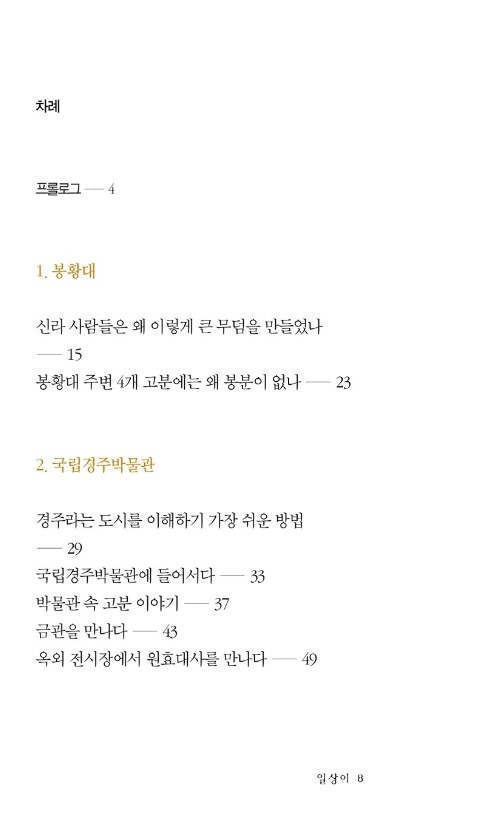 차례
프롤로그 — 4
1. 봉황대
신라 사람들은 왜 이렇게 큰 무덤을 만들었나
— 15
봉황대 주변 4개 고분에는 왜 봉분이 없나 — 23
2. 국립경주박물관
경주라는 도시를 이해하기 가장 쉬운 방법
— 29
국립경주박물관에 들어서다 — 33
박물관 속 고분 이야기 — 37
금관을 만나다 — 43
옥외 전시장에서 원효대사를 만나다 — 49
일상이 8